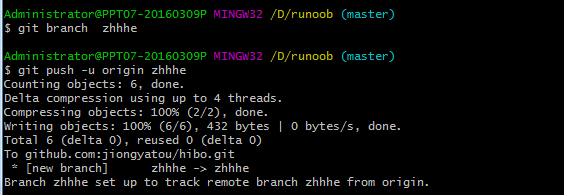 Administrator@PPT07-20160309P MINGW32 /D/runoob (master)
$ git branch  zhhhe
Administrator@PPT07-20160309P MINGW32 /D/runoob (master)
$ git push -u origin zhhhe
Counting objects: 6, done.
Delta compression using up to 4 threads.
Compressing objects: 100% (2/2), done.
Writing objects: 100% (6/6), 432 bytes | 0 bytes/s, done.
Total 6 (delta 0), reused 0 (delta 0)
To github.com:jiongyatou/hibo.git
 * [new branch]      zhhhe -> zhhhe
Branch zhhhe set up to track remote branch zhhhe from origin.